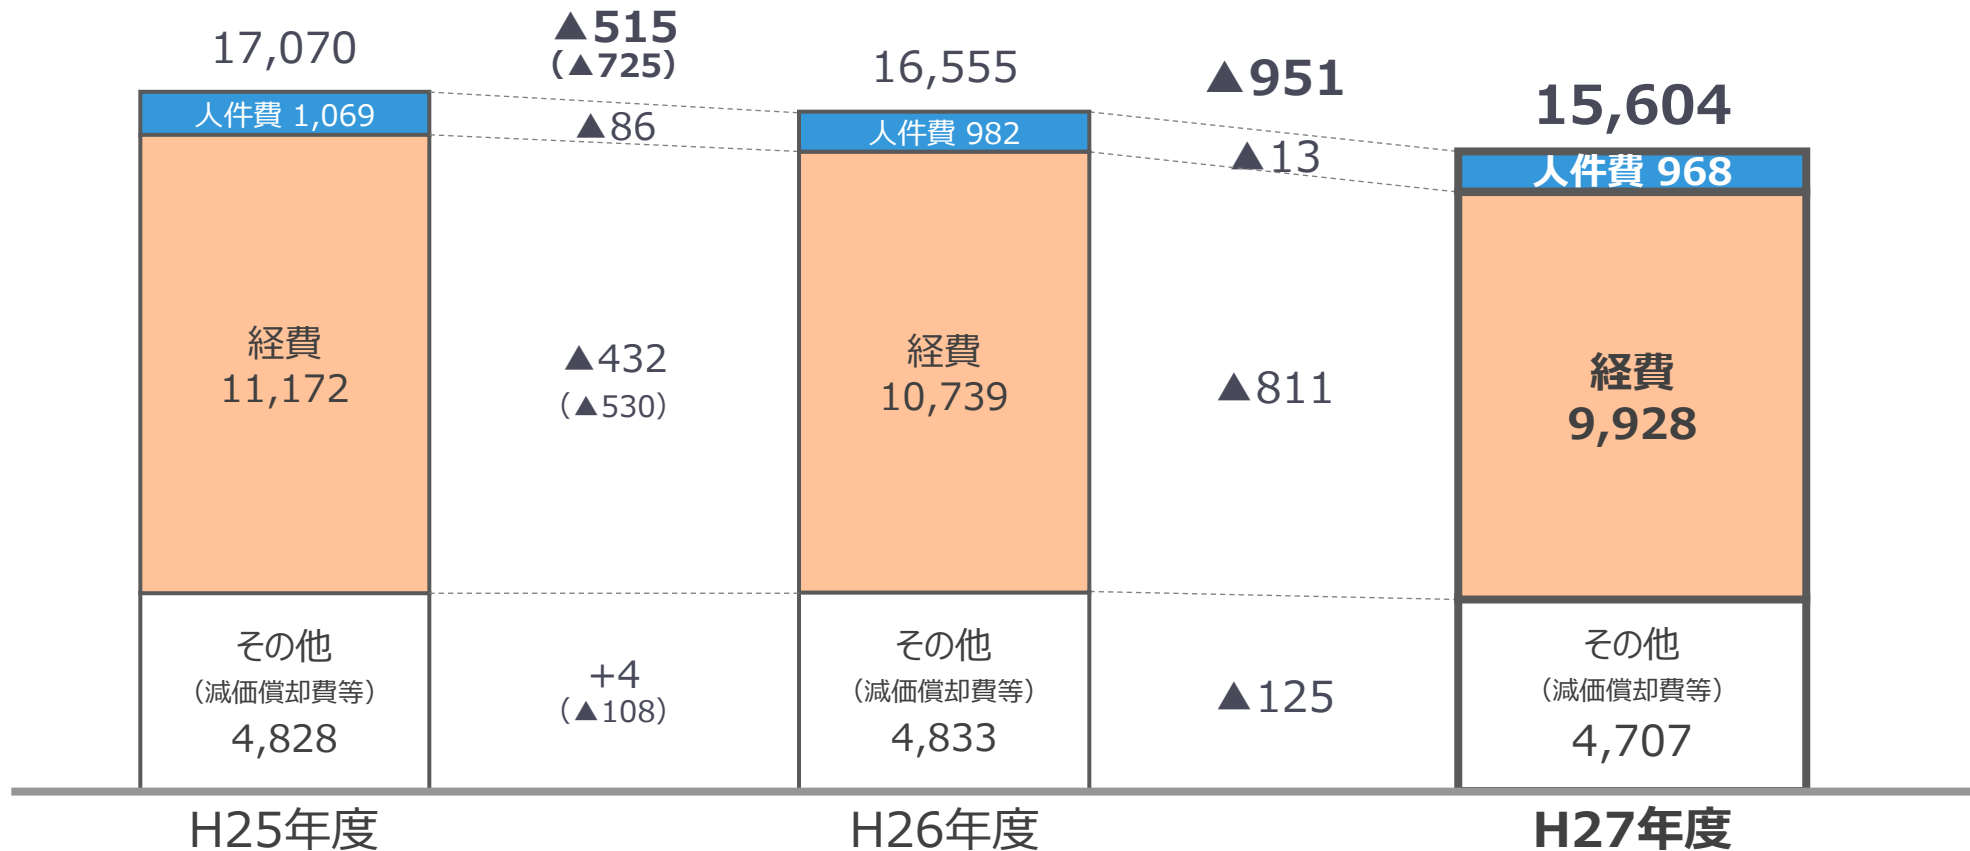 17,070
人件費 1,069
経費
11,172
その他
（減価償却費等）
4,828
H25年度
▲515
（▲725）
▲86
▲432
（▲530）
+4
（▲108）
16,555
人件費 982
経費
10,739
その他
（減価償却費等）
4,833
H26年度
▲951
▲13
▲811
▲125
15,604
人件費 968
経費
9,928
その他
（減価償却費等）
4,707
H27年度